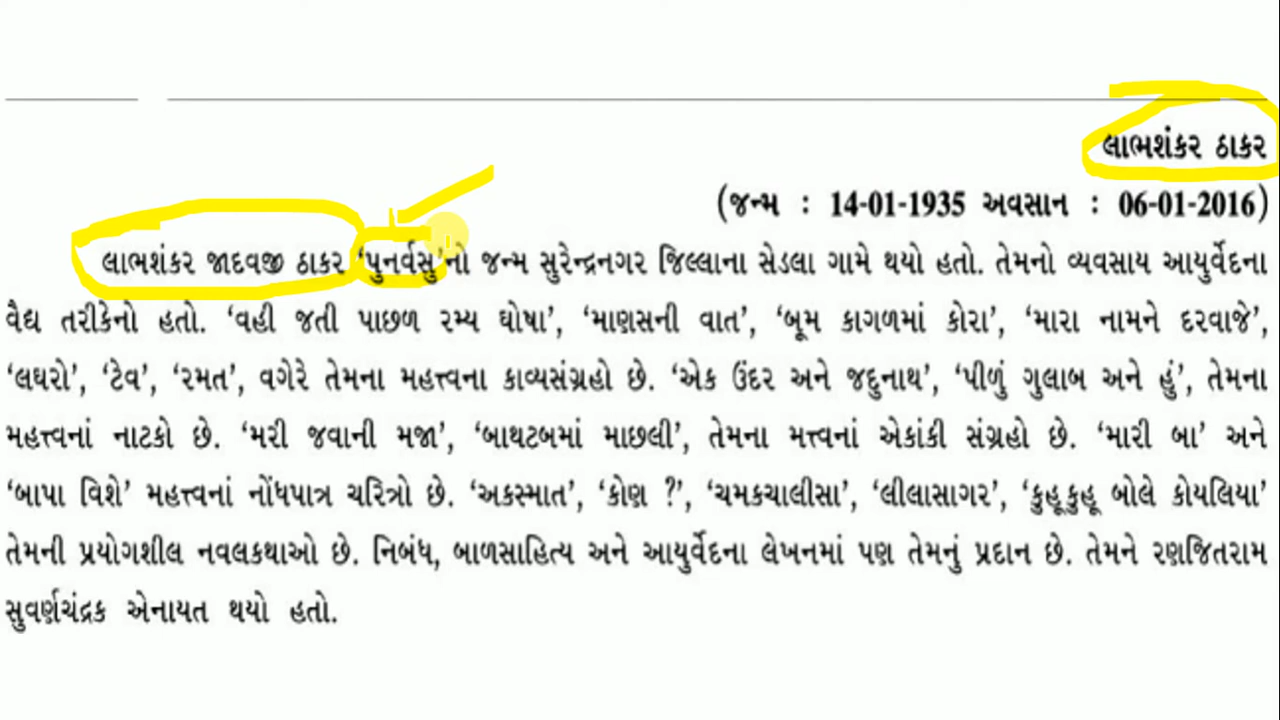 લાભશંકર ઠાકર
(જન્મ : 14-01-1935 અવસાન : 06-01-2016)
લાભશંકર જાદવજી ઠાકર ‘પુનર્વસુ’નો જન્મ સુરેન્દ્રનગર જિલ્લાના સેડલા ગામે થયો હતો. તેમનો વ્યવસાય આયુર્વેદના
વૈદ્ય તરીકેનો હતો. ‘વહી જતી પાછળ રમ્ય ઘોષા’, ‘માણસની વાત’, ‘બૂમ કાગળમાં કોરા’, ‘મારા નામને દરવાજે’,
‘લઘરો’, ‘ટેવ’, ‘રમત’, વગેરે તેમના મહત્ત્વના કાવ્યસંગ્રહો છે. ‘એક ઉંદર અને જદુનાથ’, ‘પીળું ગુલાબ અને હું’, તેમના
મહત્ત્વનાં નાટકો છે. ‘મરી જવાની મજા’, ‘બાથટબમાં માછલી’, તેમના મત્ત્વનાં એકાંકી સંગ્રહો છે. ‘મારી બા’ અને
‘બાપા વિશે’ મહત્ત્વનાં નોંધપાત્ર ચરિત્રો છે. ‘અકસ્માત’, ‘કોણ ?’, ‘ચમકચાલીસા’, ‘લીલાસાગર’, ‘કુહૂકુહૂ બોલે કોયલિયા’
તેમની પ્રયોગશીલ નવલકથાઓ છે. નિબંધ, બાળસાહિત્ય અને આયુર્વેદના લેખનમાં પણ તેમનું પ્રદાન છે. તેમને રણજિતરામ
સુવર્ણચંદ્રક એનાયત થયો હતો.